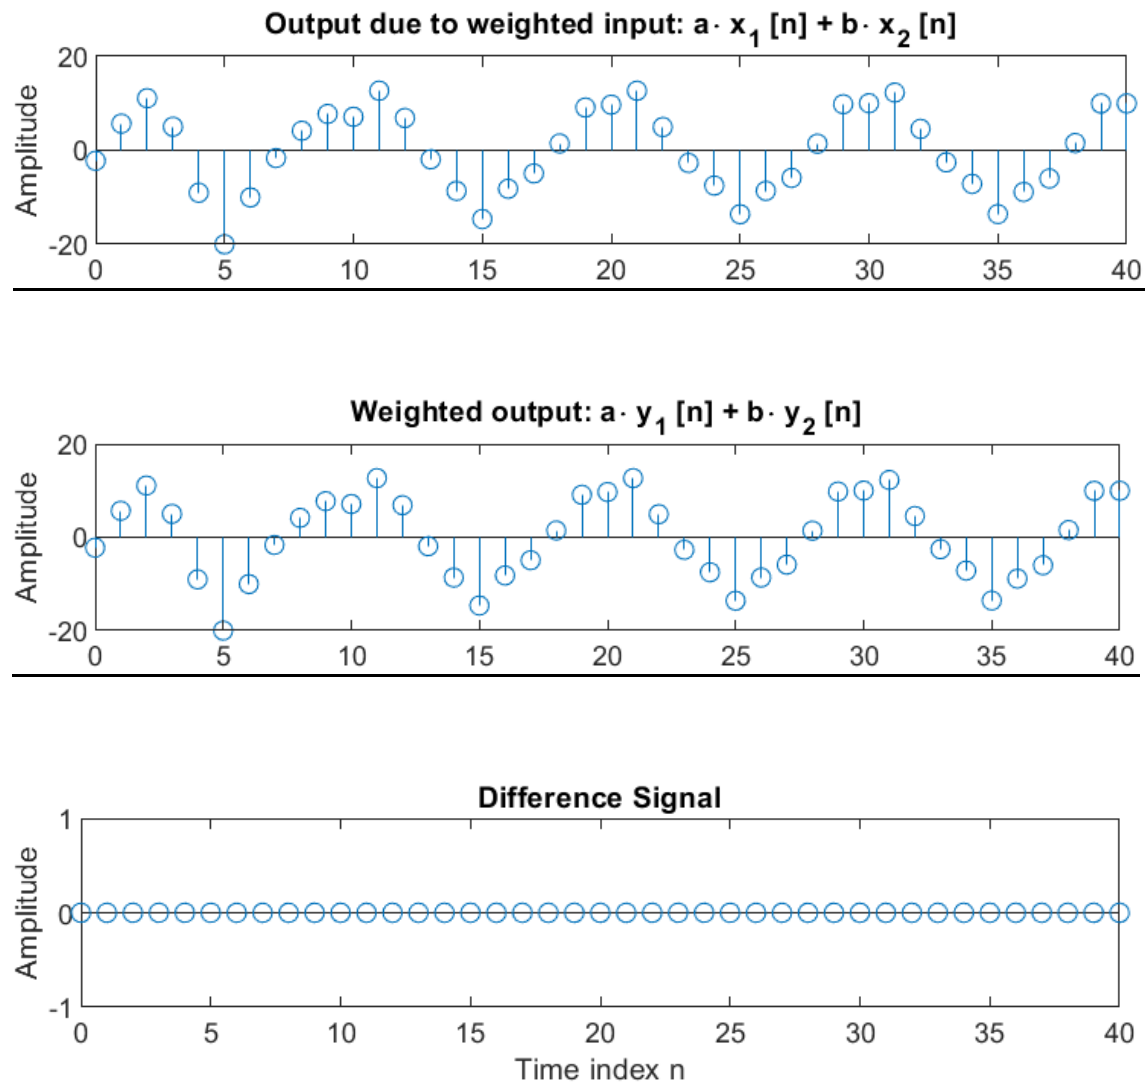 Output due to weighted input: a· x1 [n] + b· x2 [n]
Amplitude
20
0
-20
0 5 10 15 20 25 30 35 40
Weighted output: a· y1 [n] + b· y2 [n]
Amplitude
20
0
-20
0 5 10 15 20 25 30 35 40
Difference Signal
Amplitude
1
0
-1
0 5 10 15 20 25 30 35 40
Time index n